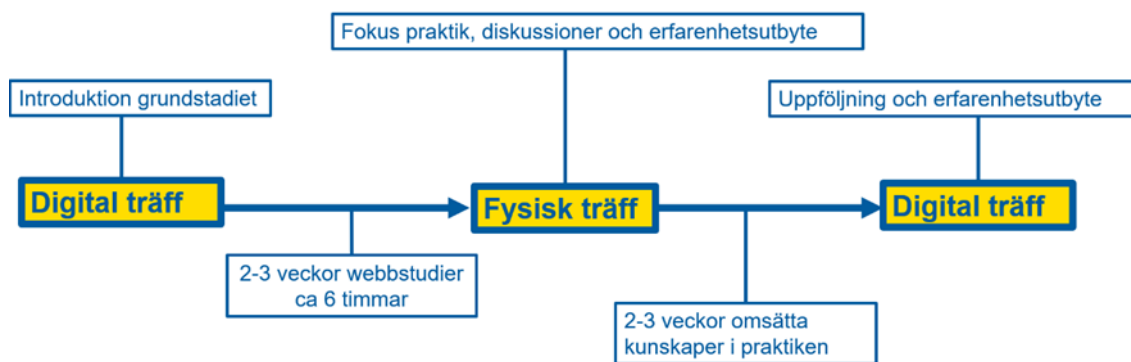 Fokus praktik, diskussioner och erfarenhetsutbyte
Introduktion grundstadiet
Uppföljning och erfarenhetsutbyte
Digital träff
Fysisk träff
Digital träff
2-3 veckor webbstudier
ca 6 timmar
2-3 veckor omsätta
kunskaper i praktiken